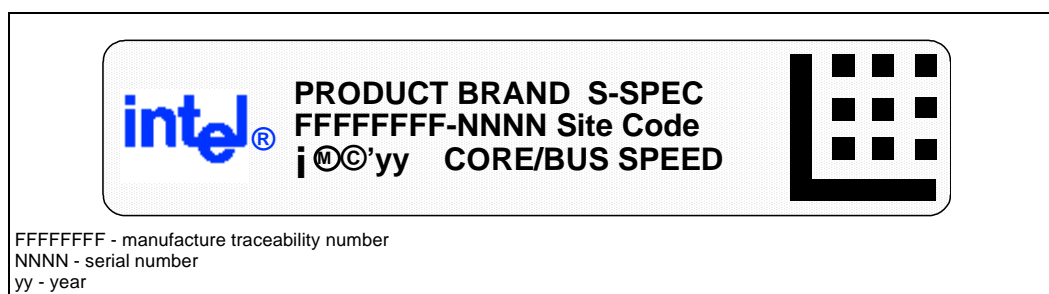 intel®
PRODUCT BRAND S-SPEC
FFFFFFFF-NNNN Site Code
i Ⓜ©'yy CORE/BUS SPEED
FFFFFFFF - manufacture traceability number
NNNN - serial number
yy - year